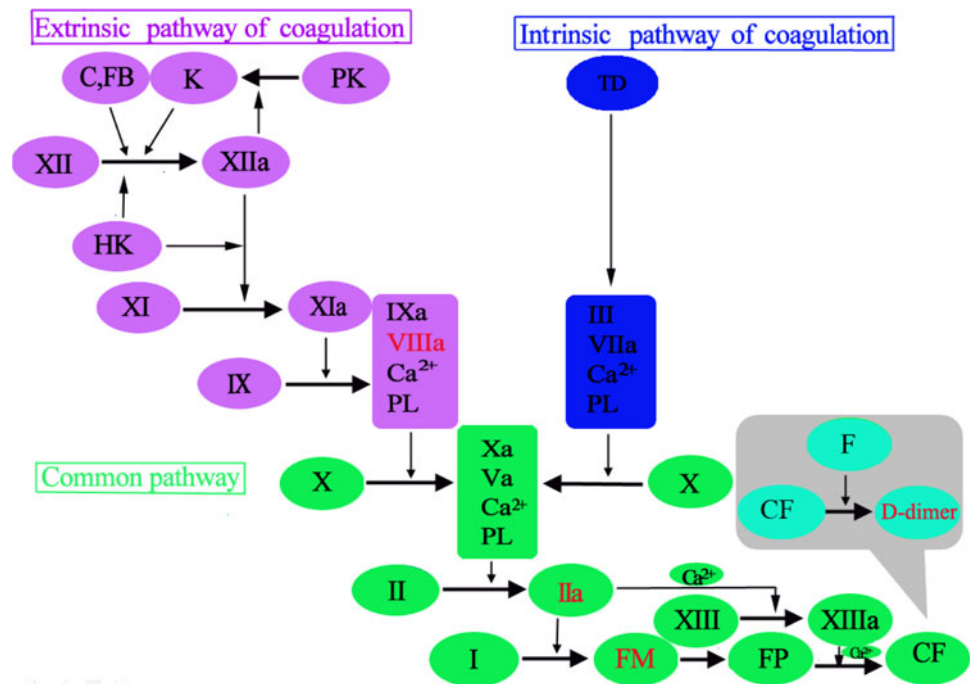 Extrinsic pathway of coagulation
Intrinsic pathway of coagulation
C,FB
K
PK
TD
XII
XIIa
HK
XI
XIa
IXa
VIIIa
Ca²⁺
PL
III
VIIa
Ca²⁺
PL
IX
Common pathway
X
Xa
Va
Ca²⁺
PL
X
F
CF
D-dimer
II
IIa
Ca²⁺
XIII
XIIIa
I
FM
FP
Ca²⁺
CF